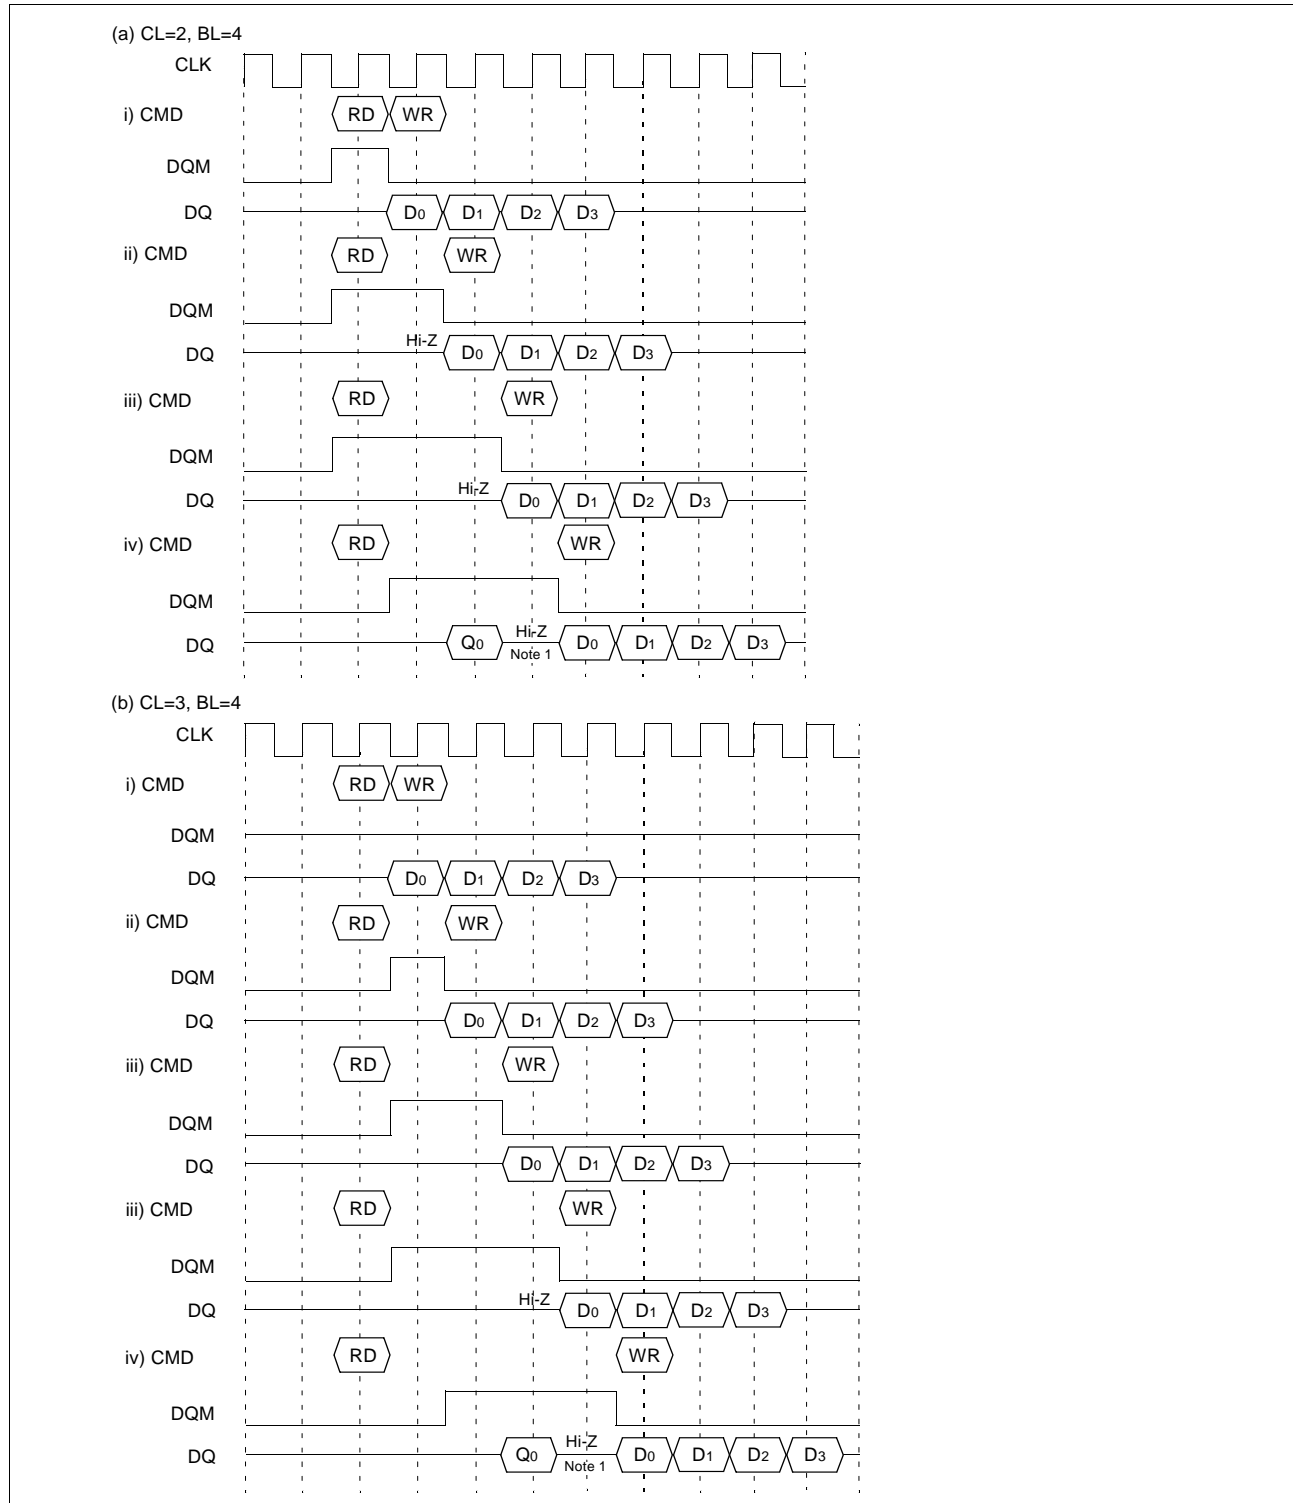 (a) CL=2, BL=4
CLK
i) CMD RD WR
DQM
DQ D0 D1 D2 D3
ii) CMD RD WR
DQM
Hi-Z
DQ D0 D1 D2 D3
iii) CMD RD WR
DQM
Hi-Z
DQ D0 D1 D2 D3
iv) CMD RD WR
DQM
Hi-Z
DQ Q0 D0 D1 D2 D3
Note 1
(b) CL=3, BL=4
CLK
i) CMD RD WR
DQM
DQ D0 D1 D2 D3
ii) CMD RD WR
DQM
DQ D0 D1 D2 D3
iii) CMD RD WR
DQM
DQ D0 D1 D2 D3
iii) CMD RD WR
DQM
Hi-Z
DQ D0 D1 D2 D3
iv) CMD RD WR
DQM
Hi-Z
DQ Q0 D0 D1 D2 D3
Note 1